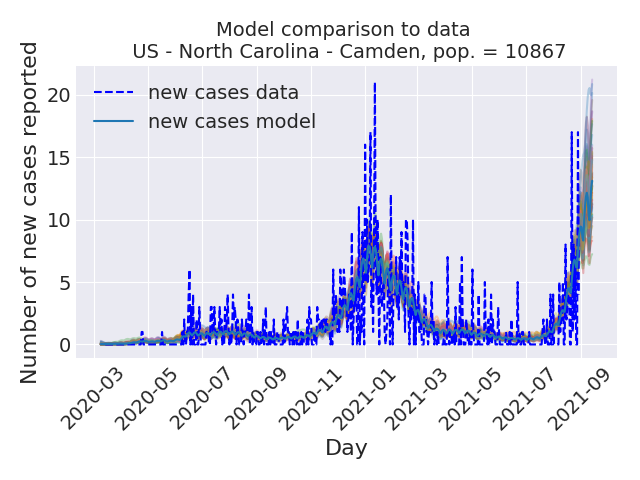 Model comparison to data
US - North Carolina - Camden, pop. = 10867
Number of new cases reported
20
15
10
5
0
new cases data
new cases model
2020-03
2020-05
2020-07
2020-09
2020-11
2021-01
2021-03
2021-05
2021-07
2021-09
Day